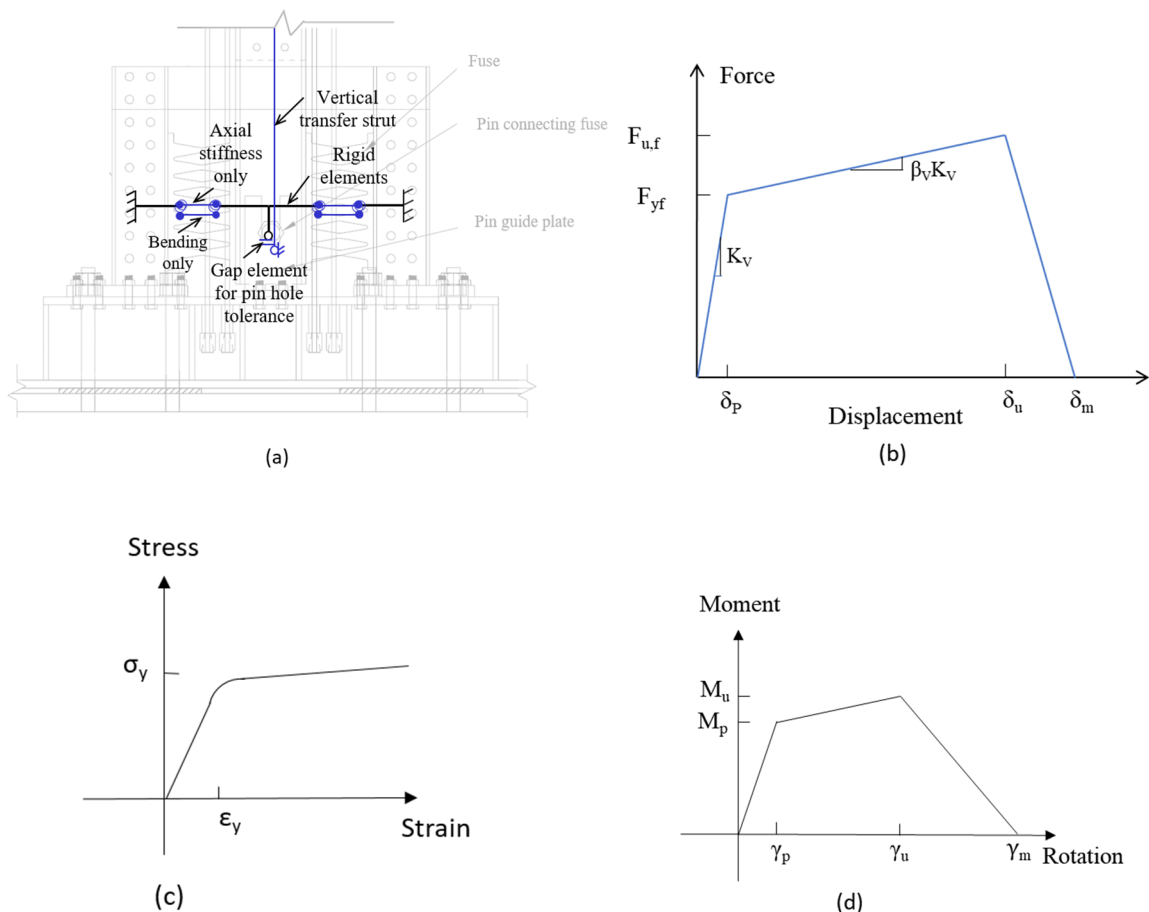 Fuse
Vertical
transfer strut
Pin connecting fuse
Axial
stiffness
only
Rigid
elements
Bending
only
Pin guide plate
Gap element
for pin hole
tolerance
(a)
Force
F_u,f
F_yf
β_VK_V
K_V
δ_P
δ_u
δ_m
Displacement
(b)
Stress
σ_y
ε_y
Strain
(c)
Moment
M_u
M_p
γ_p
γ_u
γ_m
Rotation
(d)